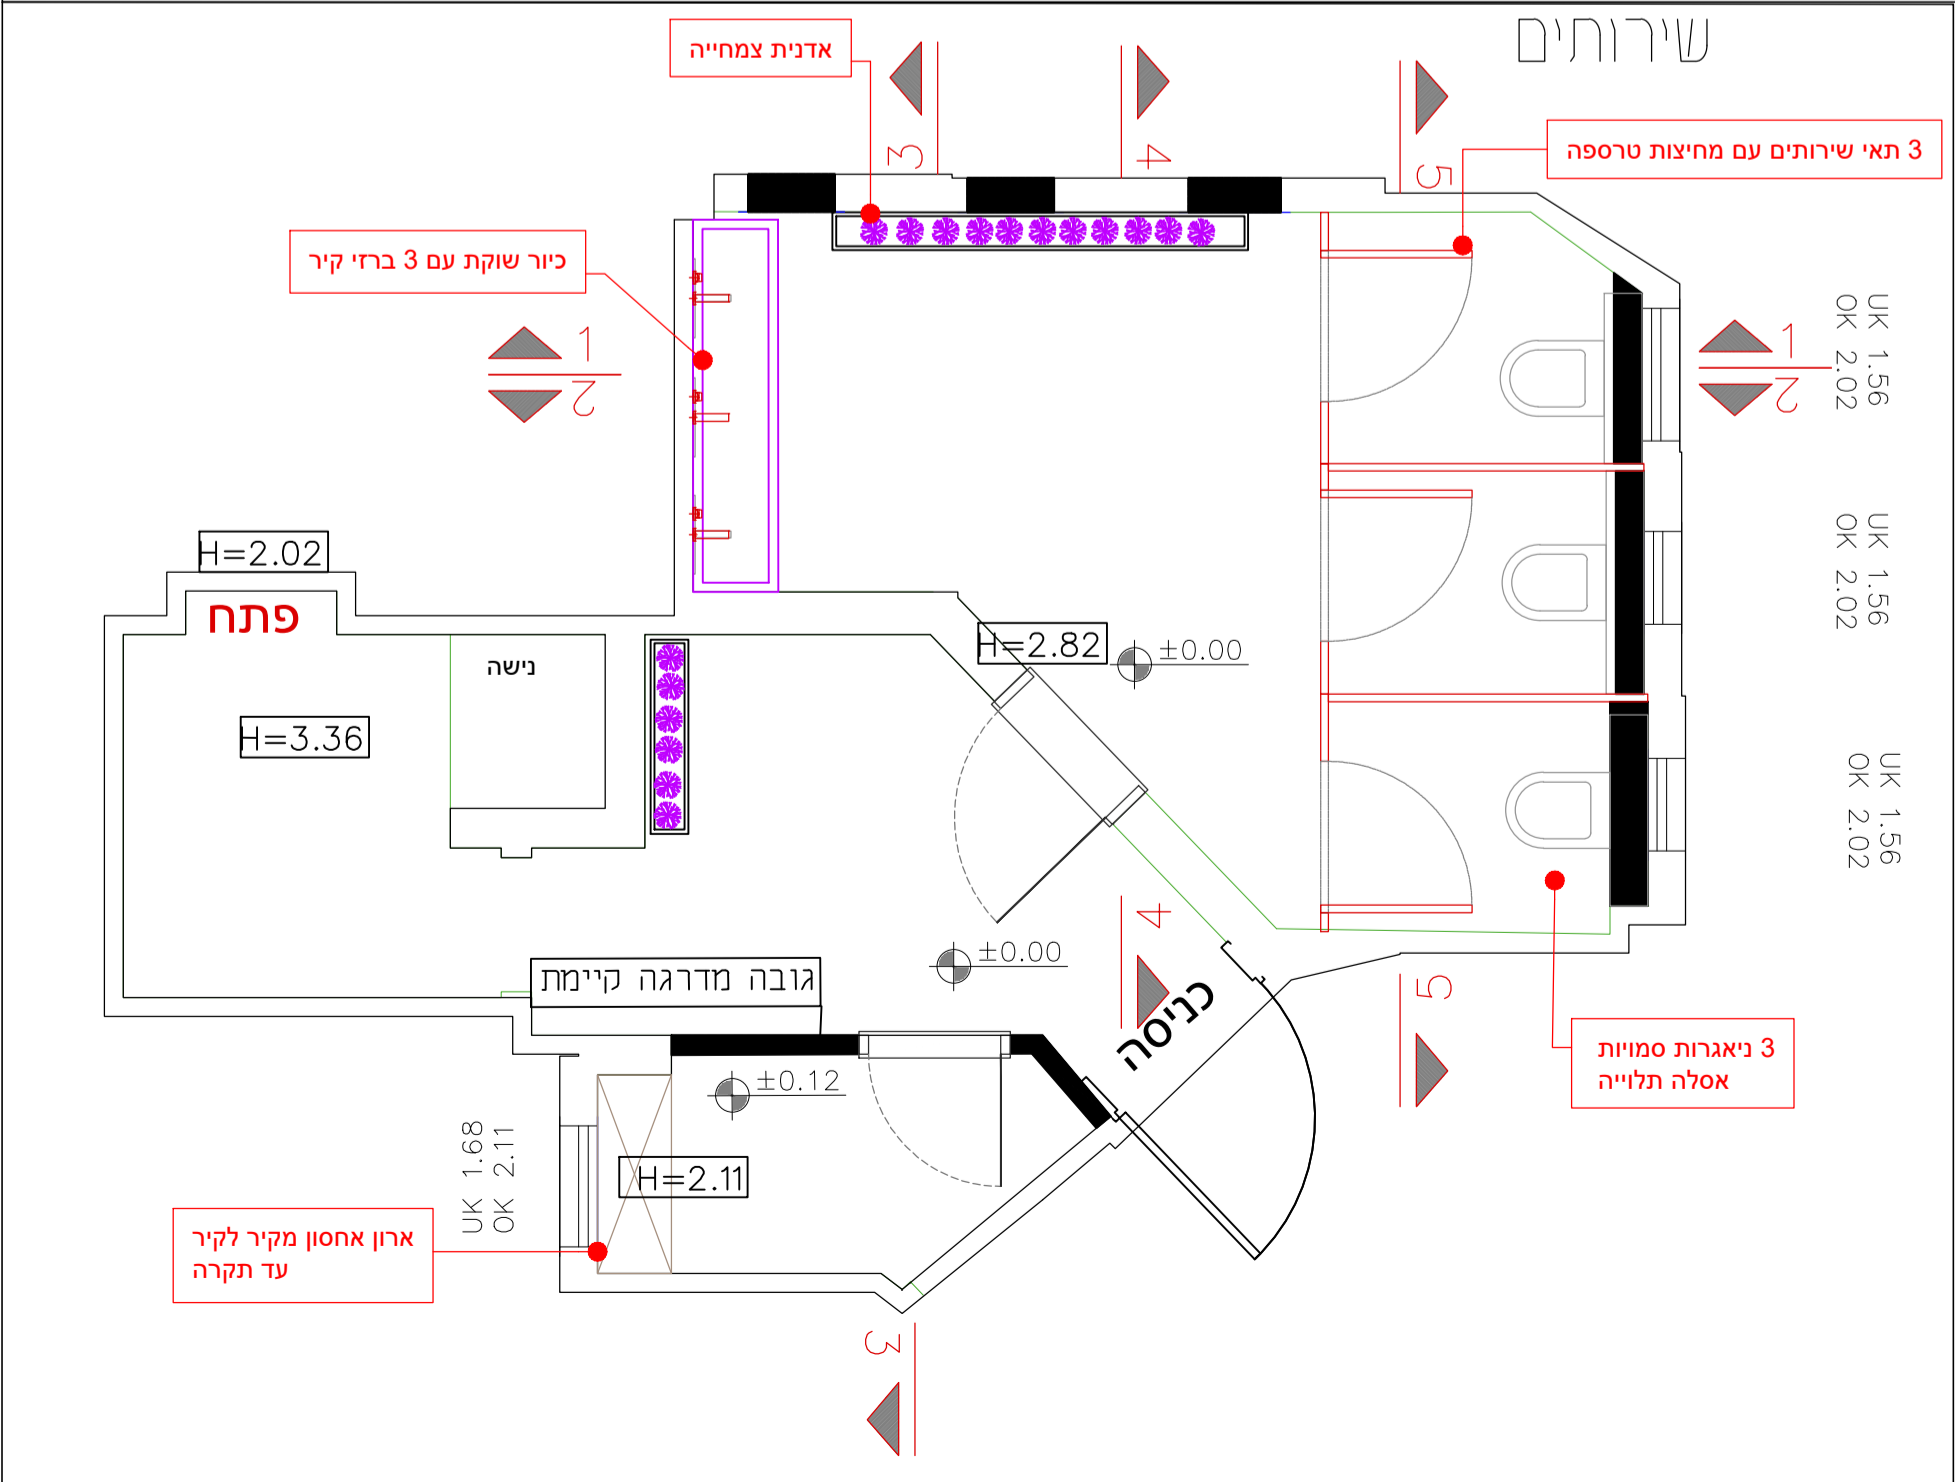 שירותים
אדנית צמחייה
3 תאי שירותים עם מחיצות טרספה
3
4
5
כיור שוקת עם 3 ברזי קיר
1
2
1
2
UK 1.56
OK 2.02
H=2.02
פתח
נישה
H=2.82
±0.00
UK 1.56
OK 2.02
H=3.36
UK 1.56
OK 2.02
4
±0.00
גובה מדרגה קיימת
כניסה
5
3 ניאגרות סמויות
אסלה תלוייה
±0.12
UK 1.68
OK 2.11
H=2.11
ארון אחסון מקיר לקיר
עד תקרה
3